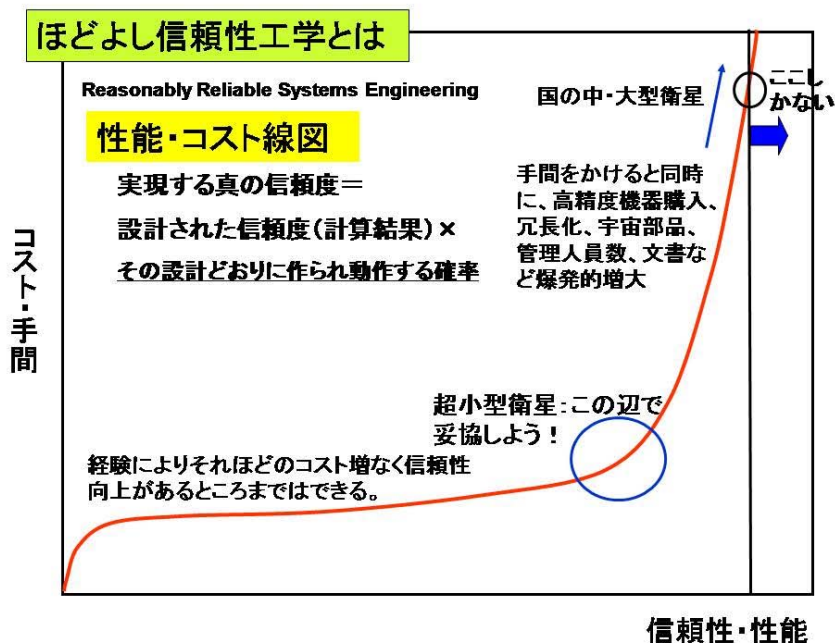 ほどよし信頼性工学とは
Reasonably Reliable Systems Engineering
性能・コスト線図
実現する真の信頼度＝
設計された信頼度(計算結果)×
その設計どおりに作られ動作する確率
国の中・大型衛星
ここし
かない
手間をかけると同時
に、高精度機器購入、
冗長化、宇宙部品、
管理人員数、文書な
ど爆発的増大
コスト・手間
超小型衛星：この辺で
妥協しよう！
経験によりそれほどのコスト増なく信頼性
向上があるところまではできる。
信頼性・性能